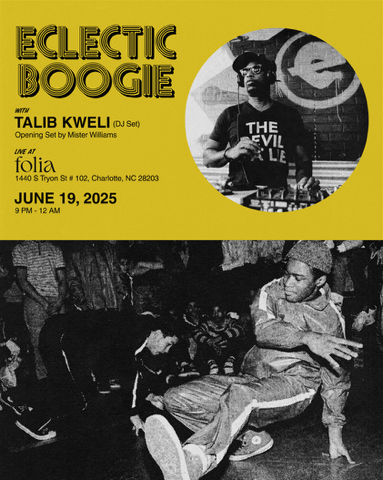 ECLECTIC
BOOGIE
WITH
TALIB KWELI (DJ Set)
Opening Set by Mister Williams
LIVE AT
folia
1440 S Tryon St # 102, Charlotte, NC 28203
JUNE 19, 2025
9 PM - 12 AM
THE
DEVIL